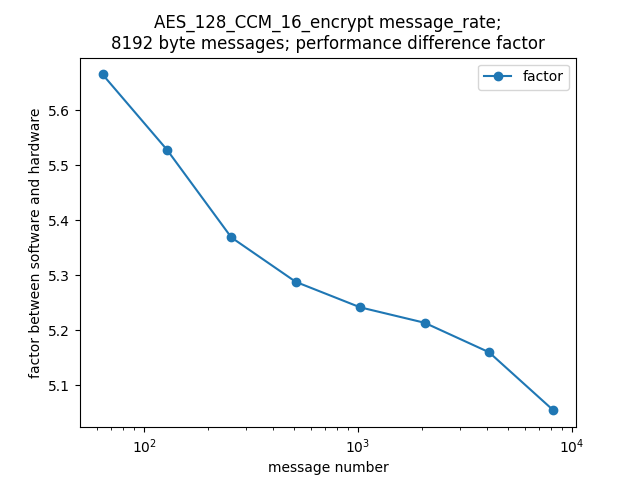 AES_128_CCM_16_encrypt message_rate;
8192 byte messages; performance difference factor
factor
factor between software and hardware
5.6
5.5
5.4
5.3
5.2
5.1
10²
10³
10⁴
message number